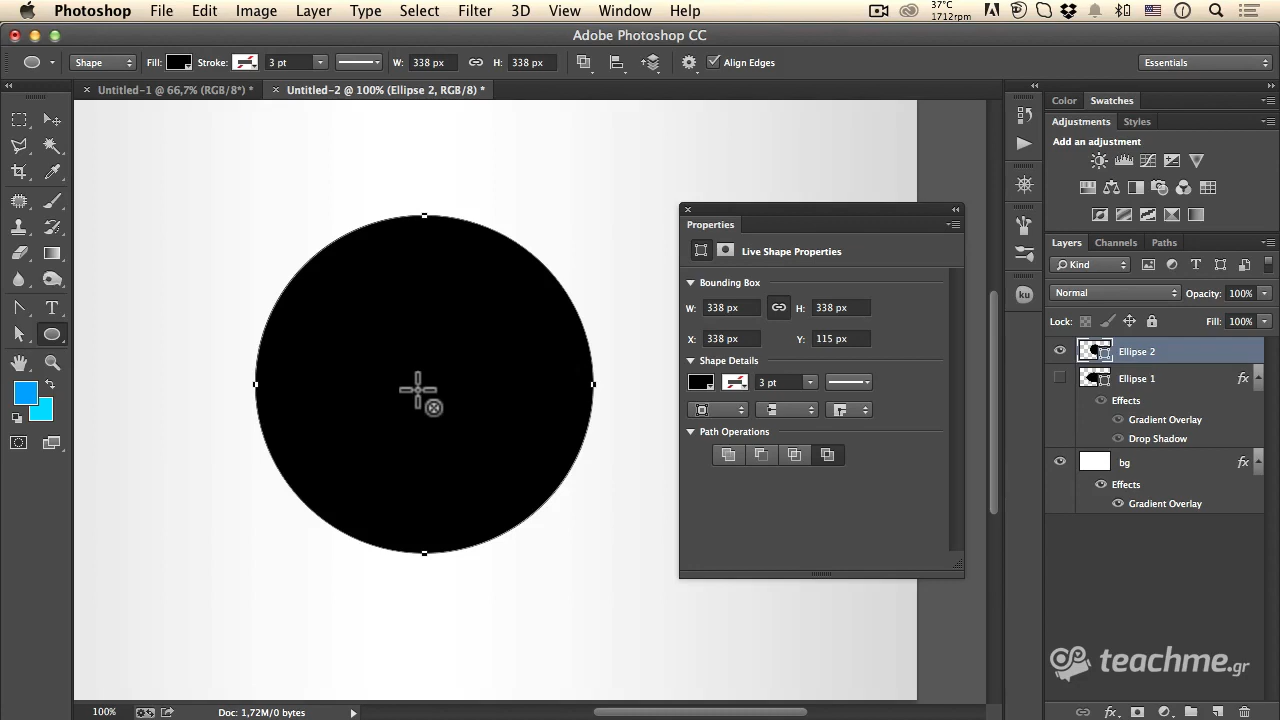 Photoshop File Edit Image Layer Type Select Filter 3D View Window Help 37°C
1712rpm
Adobe Photoshop CC
Shape Fill: Stroke: 3 pt W: 338 px H: 338 px Align Edges Essentials
Untitled-1 @ 66,7% (RGB/8*) * Untitled-2 @ 100% (Ellipse 2, RGB/8) *
Color Swatches
Adjustments Styles
Add an adjustment
Properties
Live Shape Properties
Bounding Box
W: 338 px H: 338 px
X: 338 px Y: 115 px
Shape Details
3 pt
Path Operations
ku
Layers Channels Paths
Kind
Normal Opacity: 100%
Lock: Fill: 100%
Ellipse 2
Ellipse 1 fx
Effects
Gradient Overlay
Drop Shadow
bg fx
Effects
Gradient Overlay
teachme.gr
100% Doc: 1,72M/0 bytes fx